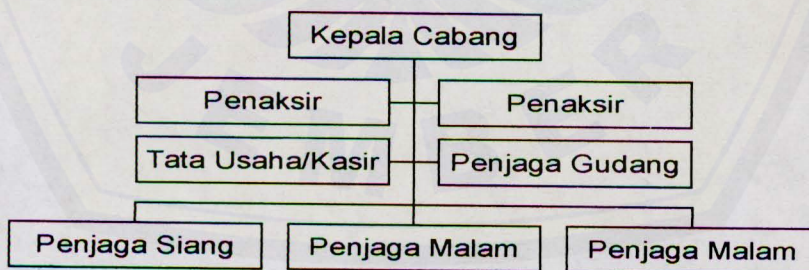 Kepala Cabang
Penaksir
Penaksir
Tata Usaha/Kasir
Penjaga Gudang
Penjaga Siang
Penjaga Malam
Penjaga Malam